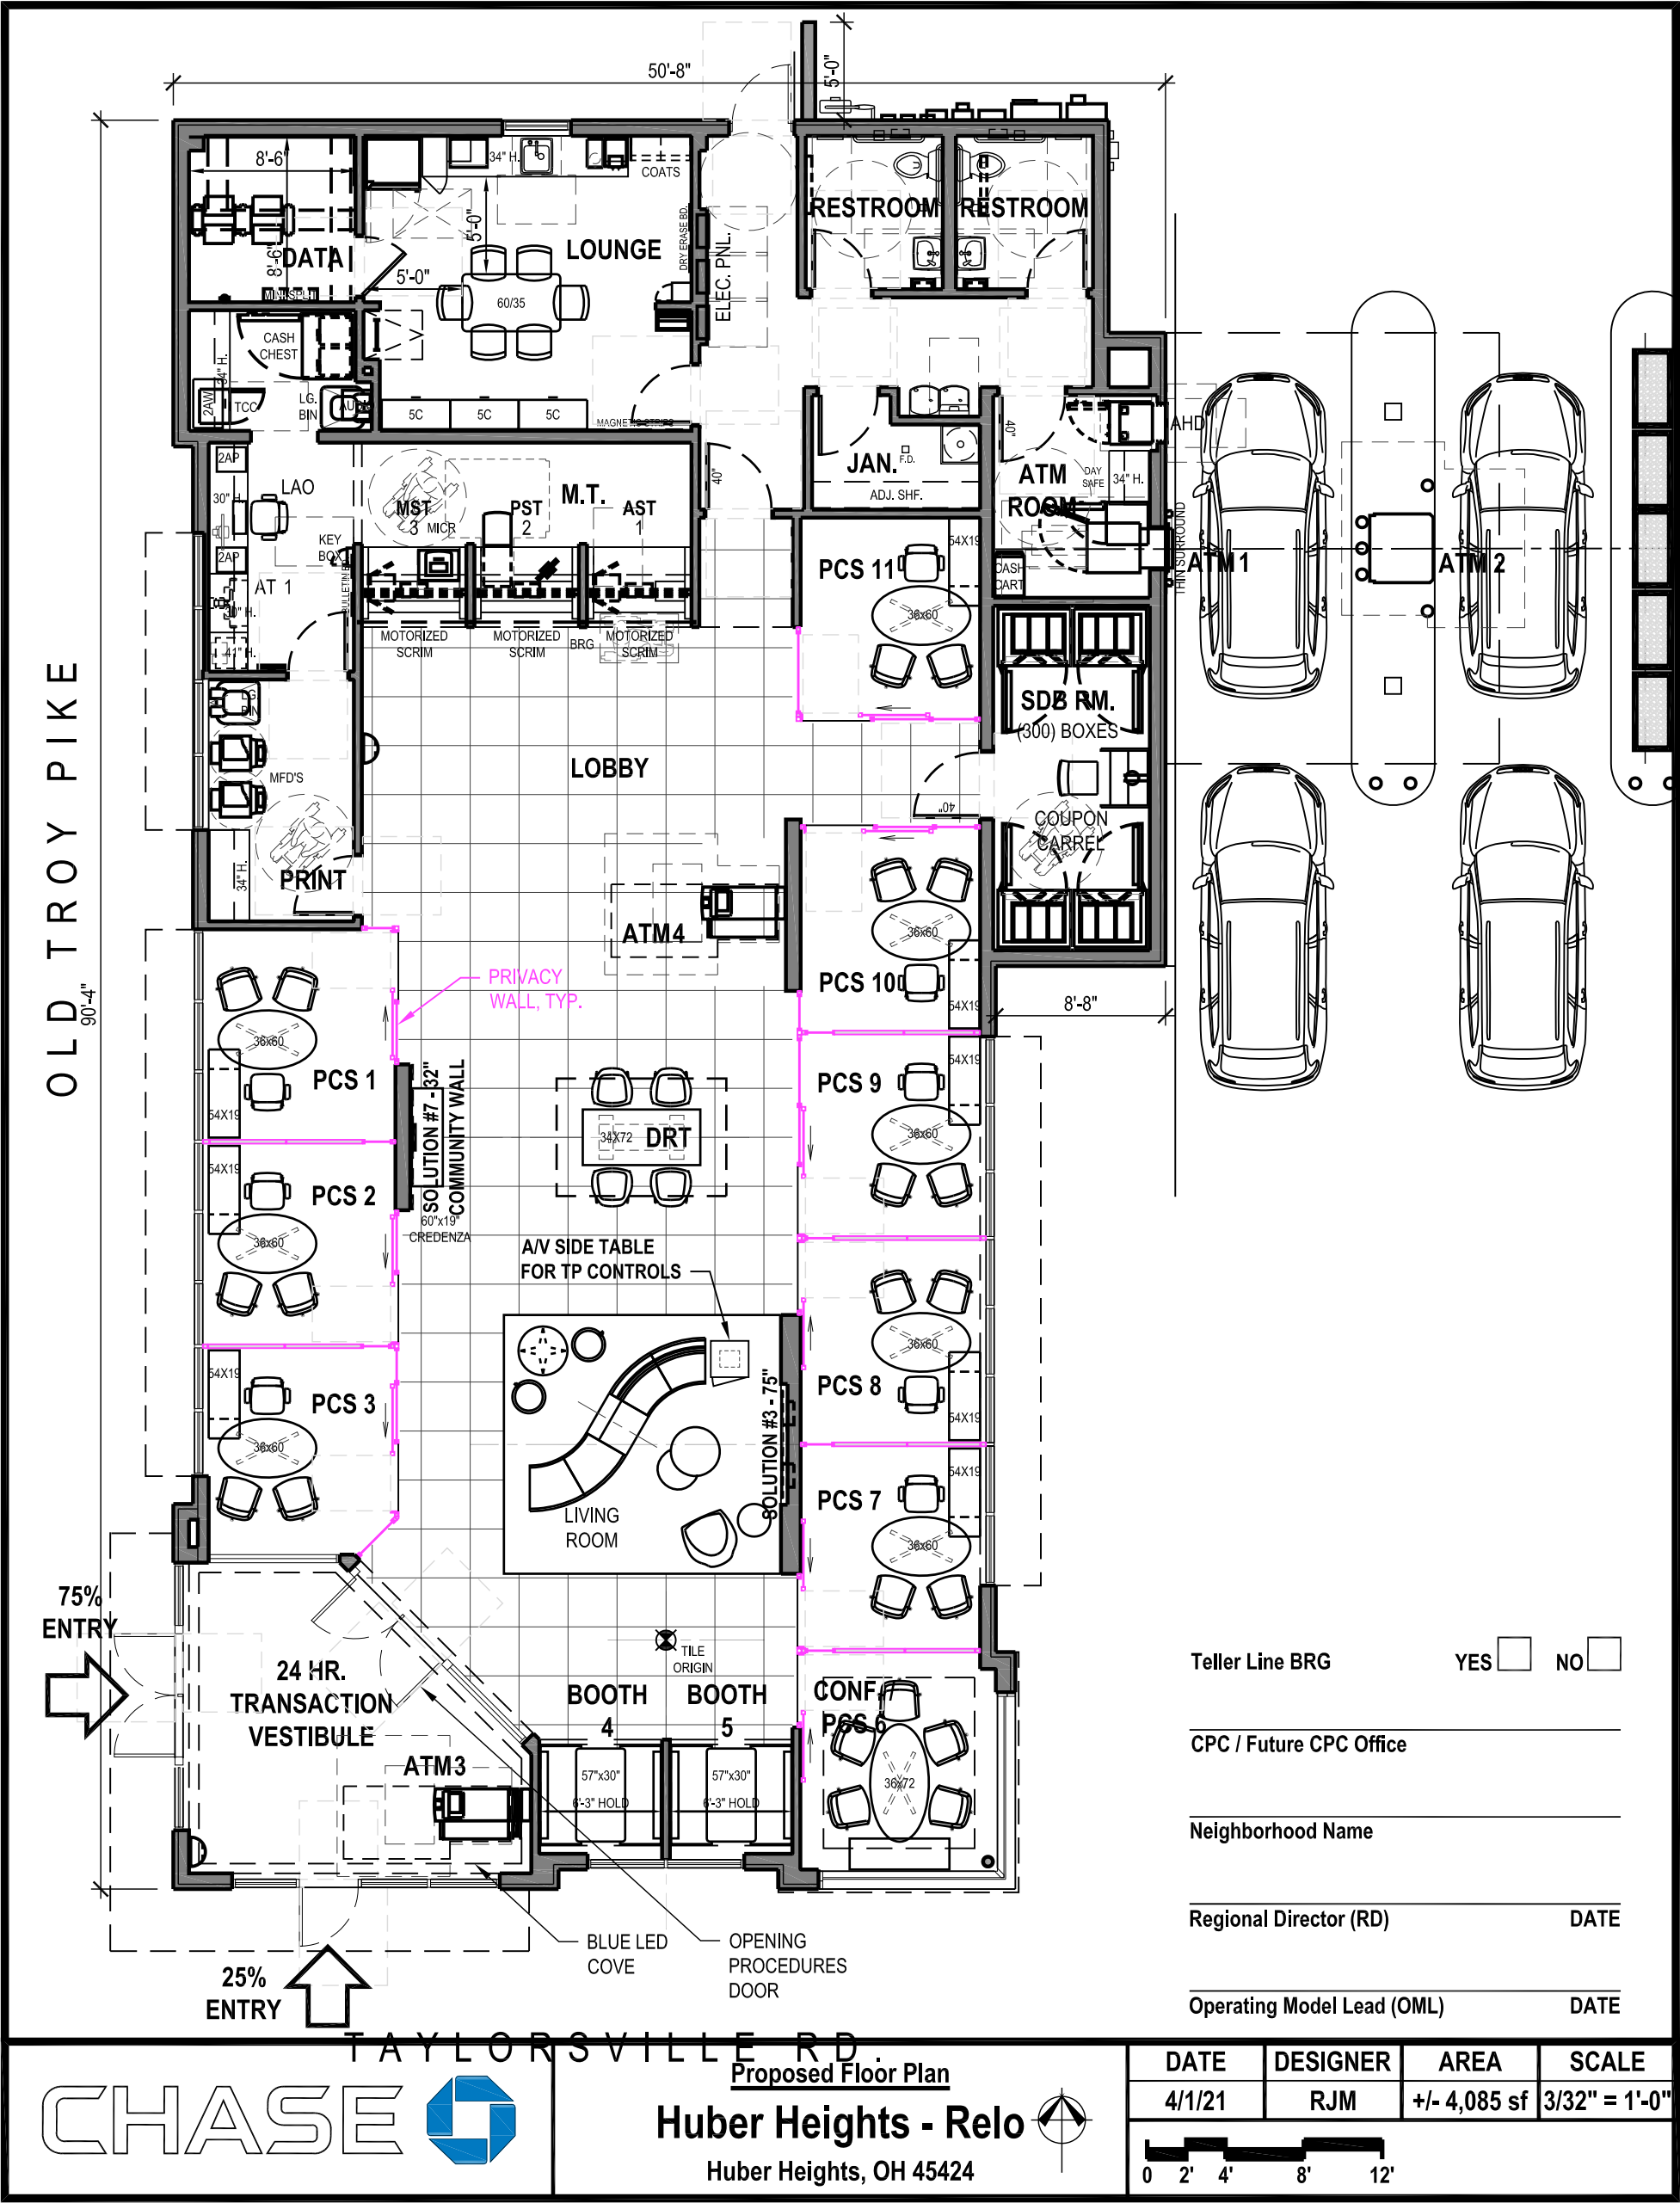 50'-8"
5'-0"
8'-6"
8'-6"
DATA
MINI SPLIT
34" H.
COATS
5'-0"
LOUNGE
5'-0"
60/35
DRY ERASE BD.
ELEC. PNL.
RESTROOM
RESTROOM
CASH
CHEST
34" H.
2AW
TCC
LG.
BIN
5C
5C
5C
MAGNETIC STRIPS
40"
JAN.
F.D.
ADJ. SHF.
40"
ATM
ROOM
DAY
SAFE
34" H.
AHD
THIN SURROUND
CASH
CART
ATM 1
ATM 2
2AP
LAO
30" H.
2AP
AT 1
30" H.
41" H.
KEY
BOX
M.T.
MST
3
MICR
PST
2
AST
1
MOTORIZED
SCRIM
MOTORIZED
SCRIM
BRG
MOTORIZED
SCRIM
PCS 11
54X19
36x60
SDB RM.
(300) BOXES
COUPON
CARREL
40"
LG.
BIN
MFD'S
34" H.
PRINT
LOBBY
ATM4
PRIVACY
WALL, TYP.
OLD TROY PIKE
90'-4"
8'-8"
PCS 10
36x60
54X19
PCS 9
54X19
36x60
PCS 8
36x60
54X19
PCS 7
54X19
36x60
PCS 1
36x60
54X19
PCS 2
54X19
36x60
PCS 3
54X19
36x60
SOLUTION #7 - 32"
COMMUNITY WALL
60"x19"
CREDENZA
34X72
DRT
A/V SIDE TABLE
FOR TP CONTROLS
SOLUTION #3 - 75"
LIVING
ROOM
TILE
ORIGIN
75%
ENTRY
24 HR.
TRANSACTION
VESTIBULE
ATM3
BOOTH
4
BOOTH
5
57"x30"
6'-3" HOLD
57"x30"
6'-3" HOLD
CONF. /
PCS 6
36x72
BLUE LED
COVE
OPENING
PROCEDURES
DOOR
25%
ENTRY
TAYLORSVILLE RD.
Teller Line BRG YES NO
CPC / Future CPC Office
Neighborhood Name
Regional Director (RD) DATE
Operating Model Lead (OML) DATE
CHASE
Proposed Floor Plan
Huber Heights - Relo
Huber Heights, OH 45424
DATE DESIGNER AREA SCALE
4/1/21 RJM +/- 4,085 sf 3/32" = 1'-0"
0 2' 4' 8' 12'